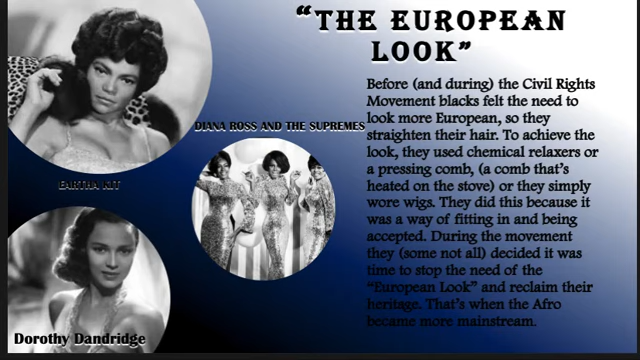 “THE EUROPEAN
LOOK”
Before (and during) the Civil Rights
Movement blacks felt the need to
look more European, so they
straighten their hair. To achieve the
look, they used chemical relaxers or
a pressing comb, (a comb that’s
heated on the stove) or they simply
wore wigs. They did this because it
was a way of fitting in and being
accepted. During the movement
they (some not all) decided it was
time to stop the need of the
“European Look” and reclaim their
heritage. That’s when the Afro
became more mainstream.
DIANA ROSS AND THE SUPREMES
EARTHA KIT
Dorothy Dandridge